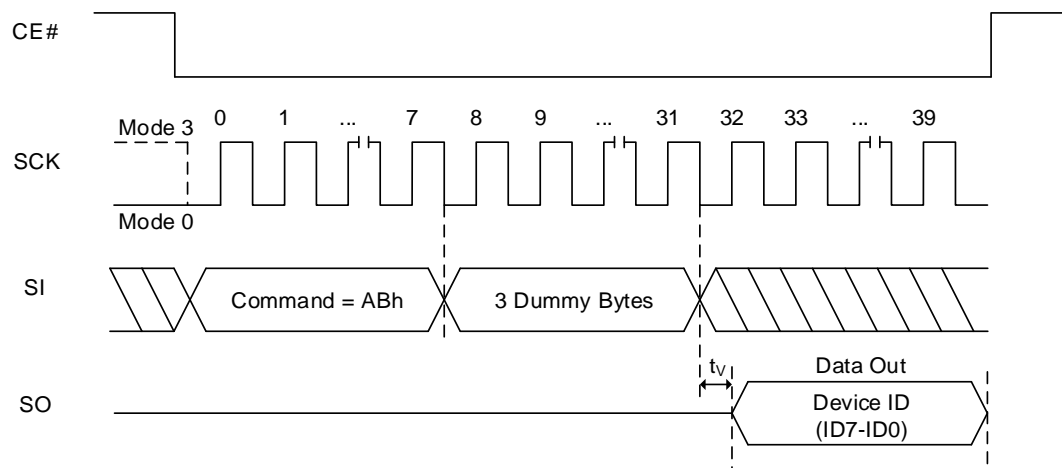 CE#
0 1 ... 7 8 9 ... 31 32 33 ... 39
Mode 3
SCK
Mode 0
SI
Command = ABh
3 Dummy Bytes
tV
Data Out
SO
Device ID
(ID7-ID0)